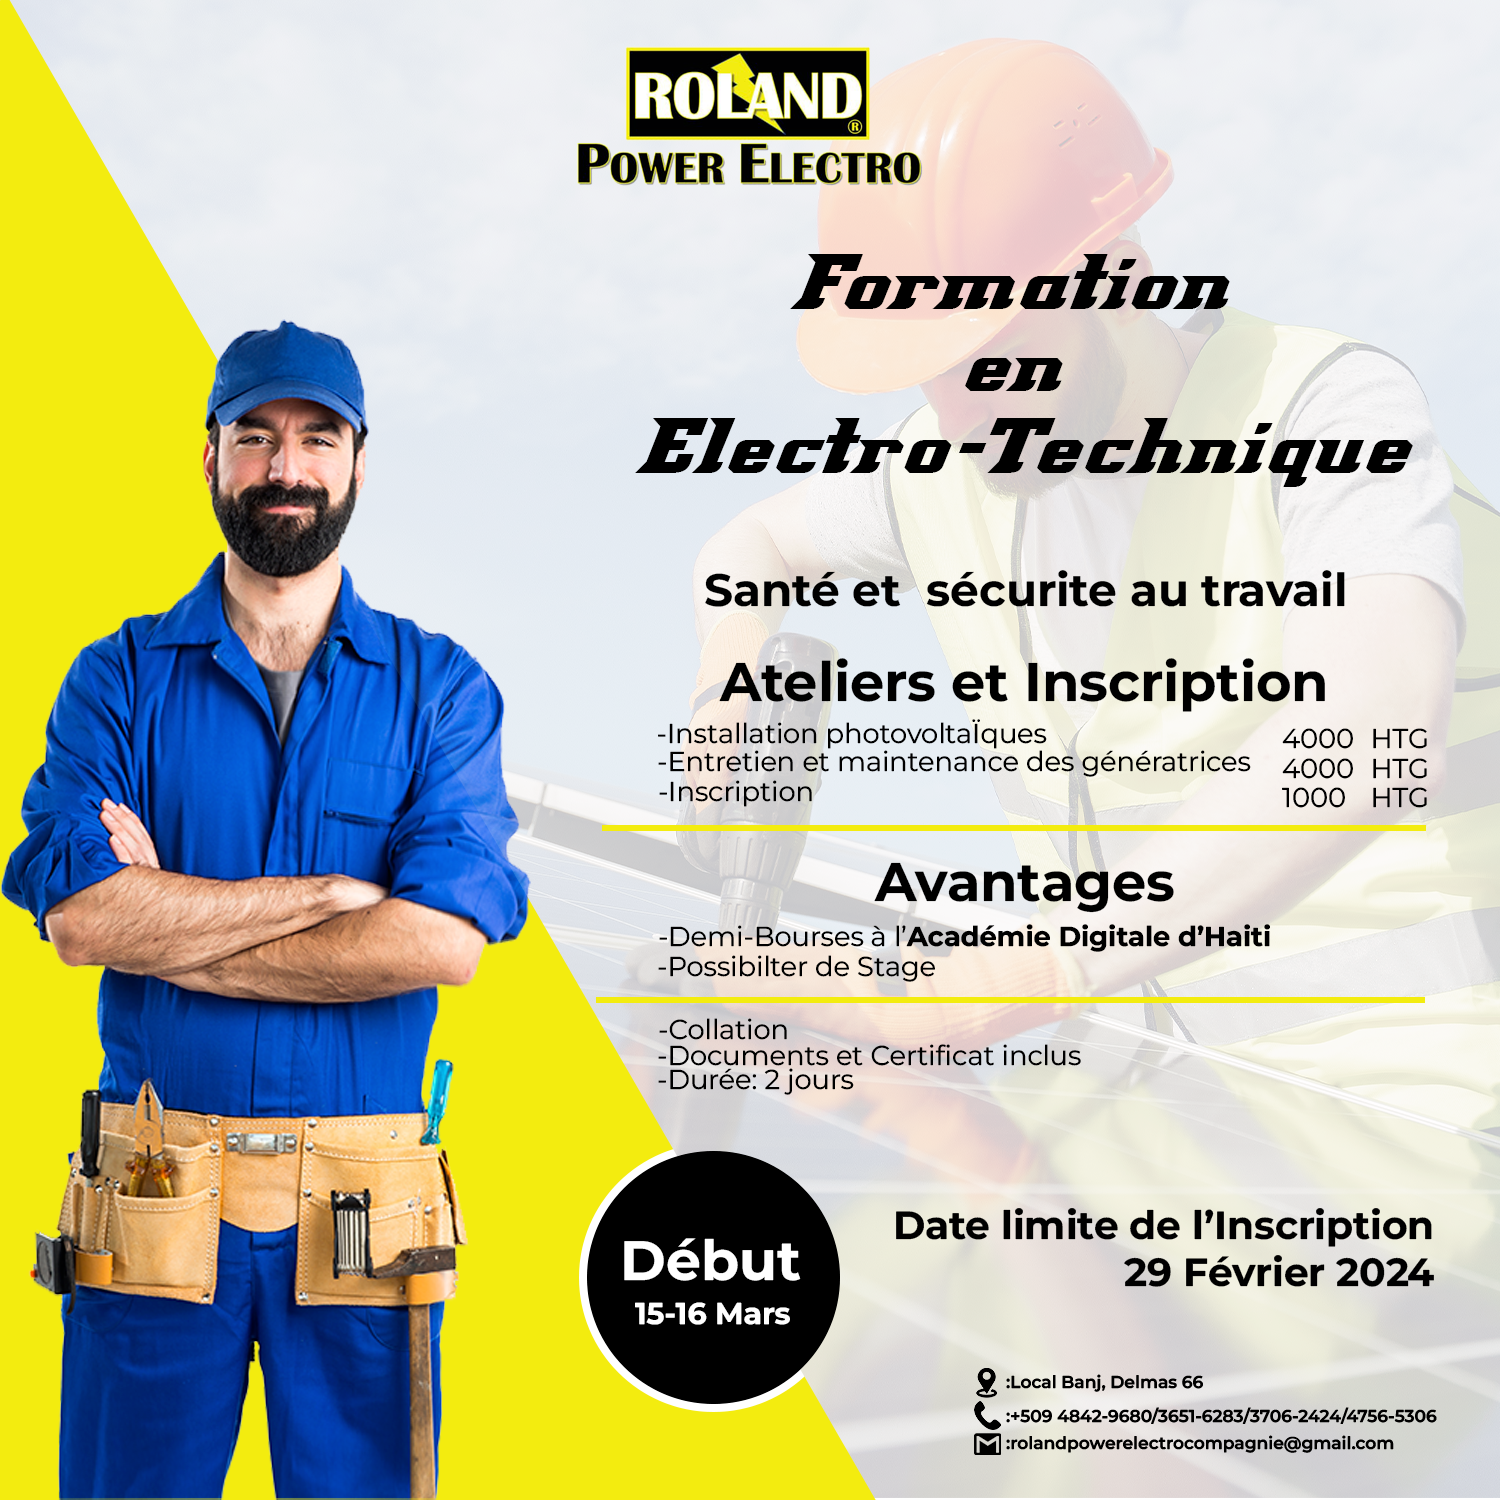 ROLAND
®
POWER ELECTRO
Formation
en
Electro-Technique
Santé et sécurite au travail
Ateliers et Inscription
-Installation photovoltaÏques 4000 HTG
-Entretien et maintenance des génératrices 4000 HTG
-Inscription 1000 HTG
Avantages
-Demi-Bourses à l’Académie Digitale d’Haiti
-Possibilter de Stage
-Collation
-Documents et Certificat inclus
-Durée: 2 jours
Début
15-16 Mars
Date limite de l’Inscription
29 Février 2024
:Local Banj, Delmas 66
:+509 4842-9680/3651-6283/3706-2424/4756-5306
:rolandpowerelectrocompagnie@gmail.com